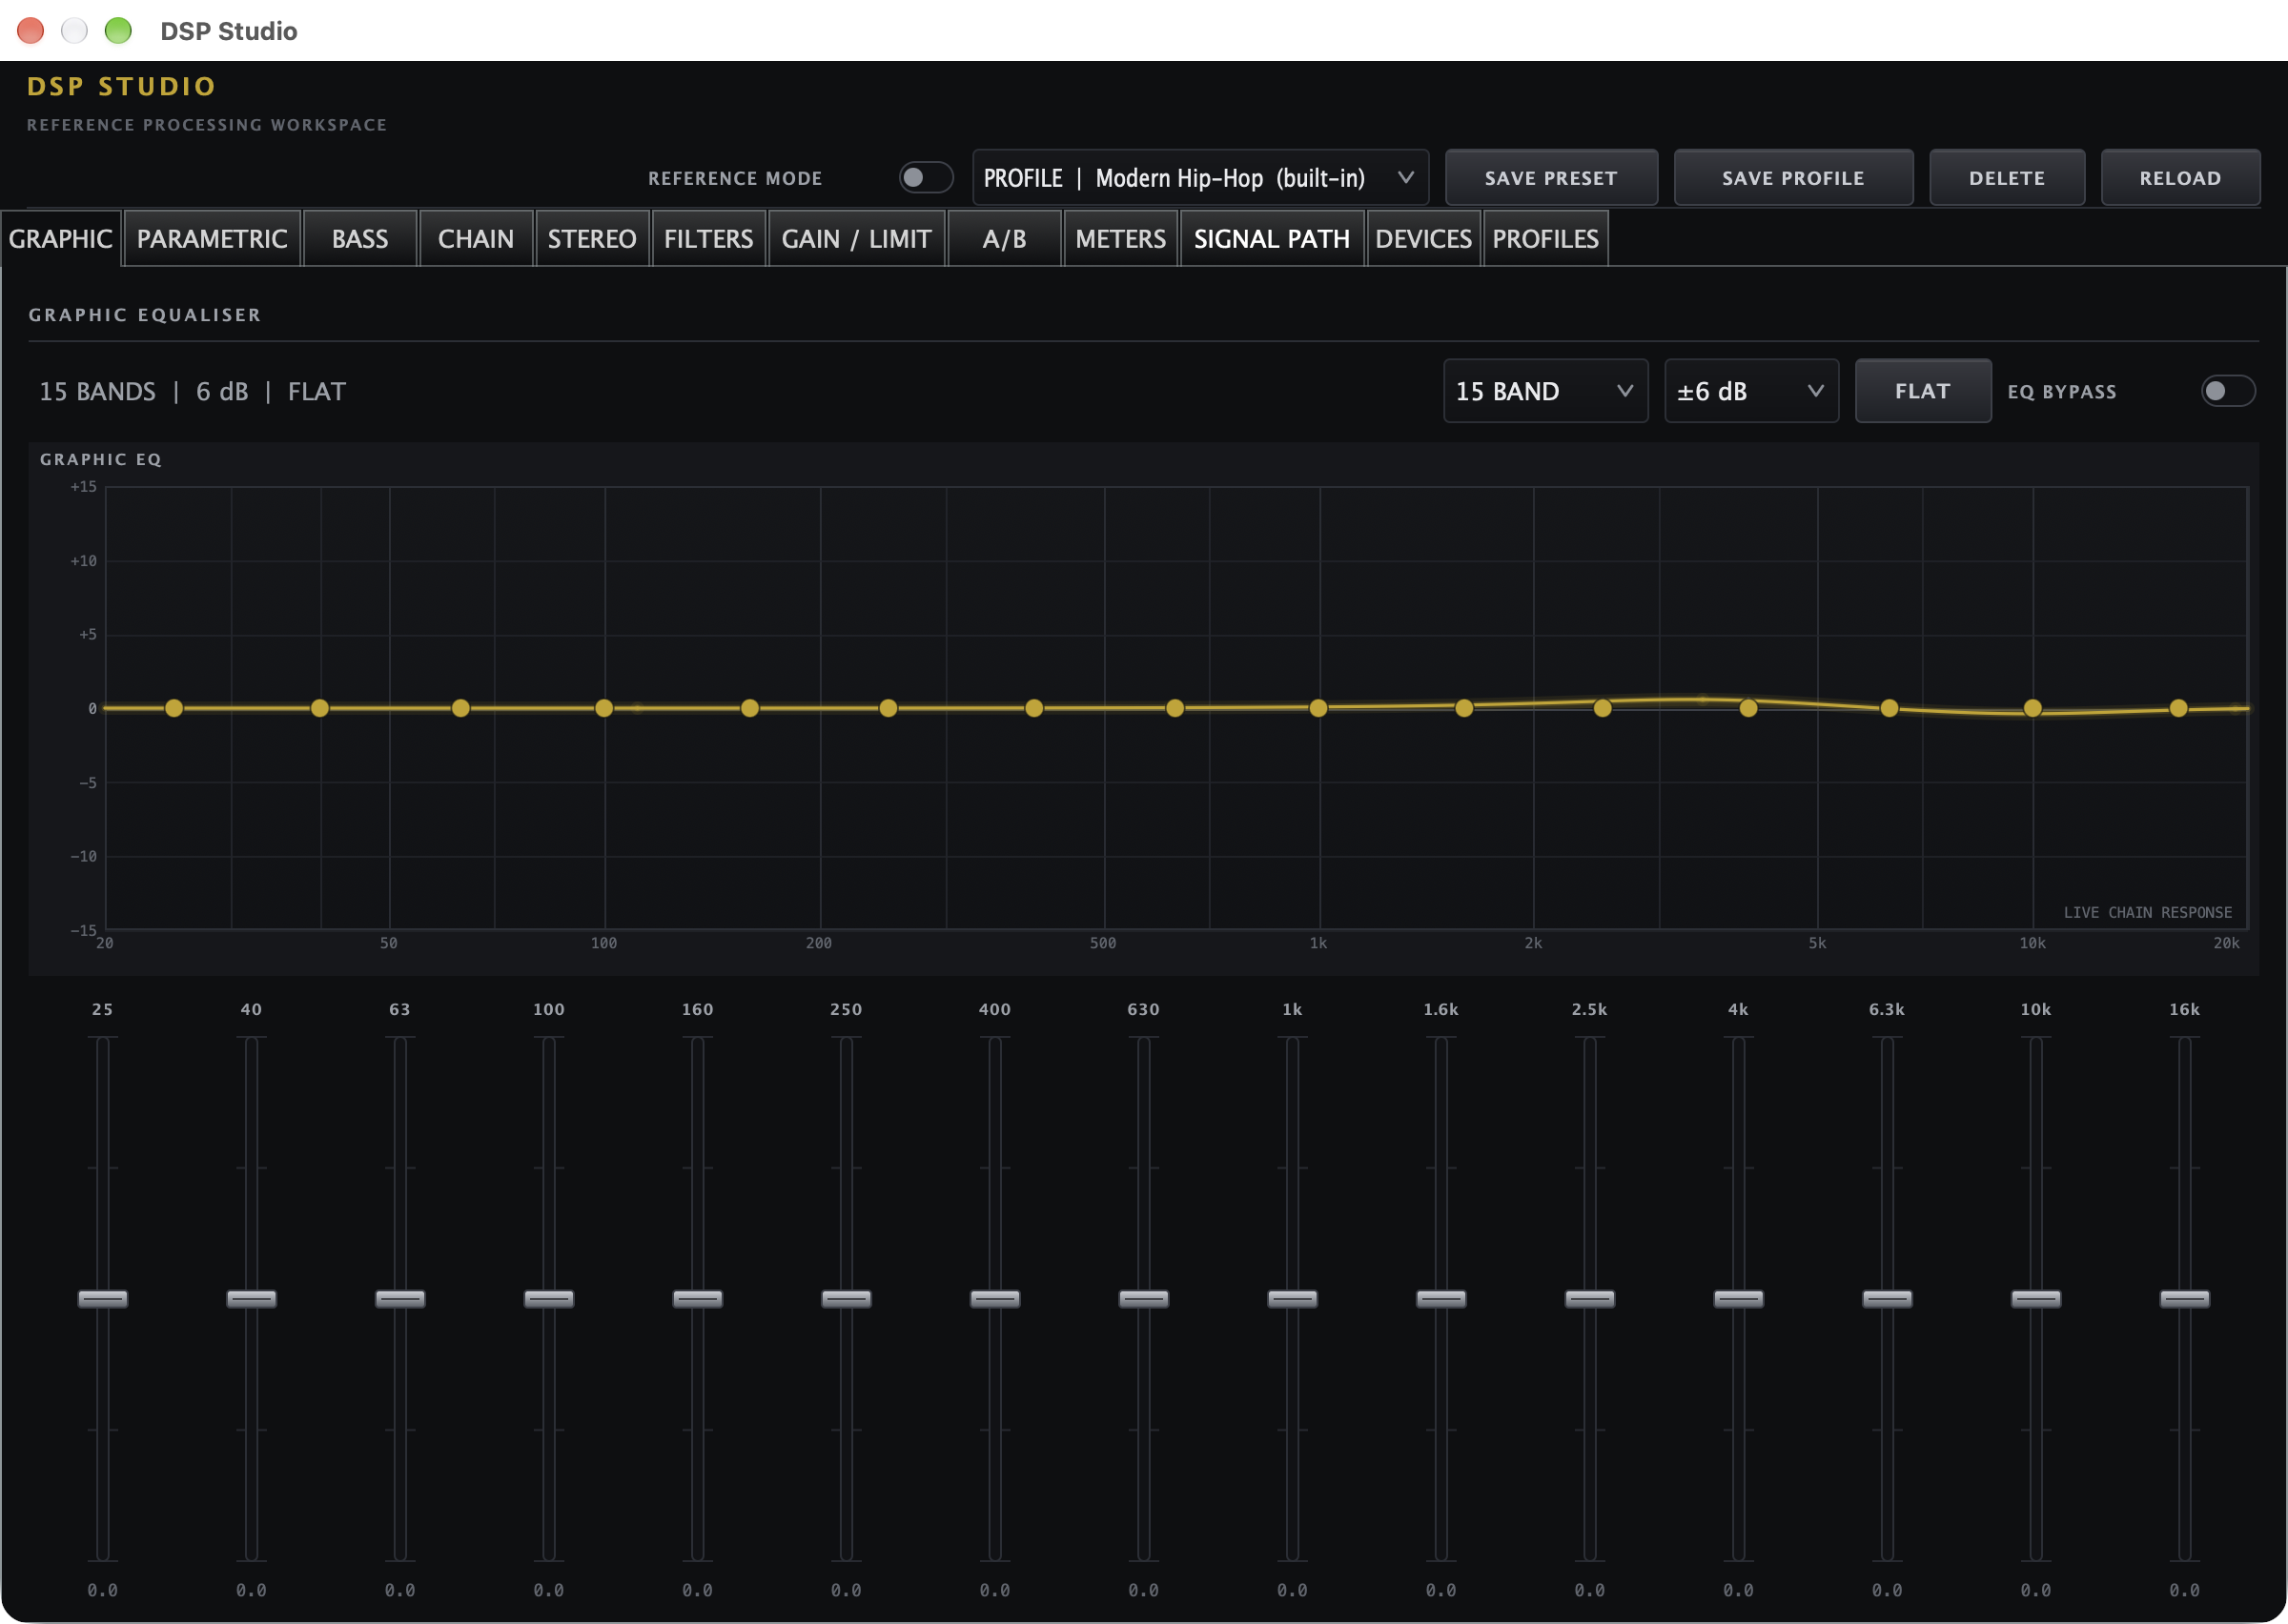 DSP Studio
DSP STUDIO
REFERENCE PROCESSING WORKSPACE
REFERENCE MODE PROFILE | Modern Hip-Hop (built-in) SAVE PRESET SAVE PROFILE DELETE RELOAD
GRAPHIC PARAMETRIC BASS CHAIN STEREO FILTERS GAIN / LIMIT A/B METERS SIGNAL PATH DEVICES PROFILES
GRAPHIC EQUALISER
15 BANDS | 6 dB | FLAT 15 BAND ±6 dB FLAT EQ BYPASS
GRAPHIC EQ
+15
+10
+5
0
−5
−10
LIVE CHAIN RESPONSE
−15
20 50 100 200 500 1k 2k 5k 10k 20k
25 40 63 100 160 250 400 630 1k 1.6k 2.5k 4k 6.3k 10k 16k
0.0 0.0 0.0 0.0 0.0 0.0 0.0 0.0 0.0 0.0 0.0 0.0 0.0 0.0 0.0